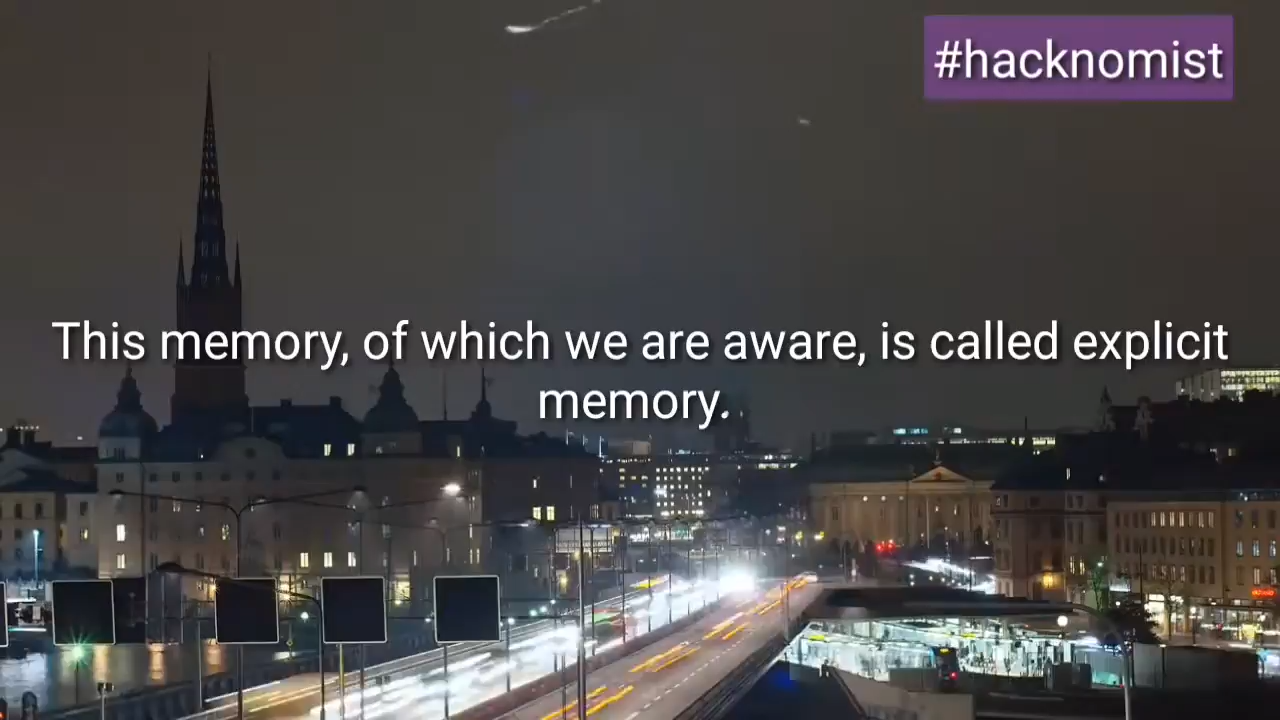 #hacknomist
This memory, of which we are aware, is called explicit
memory.